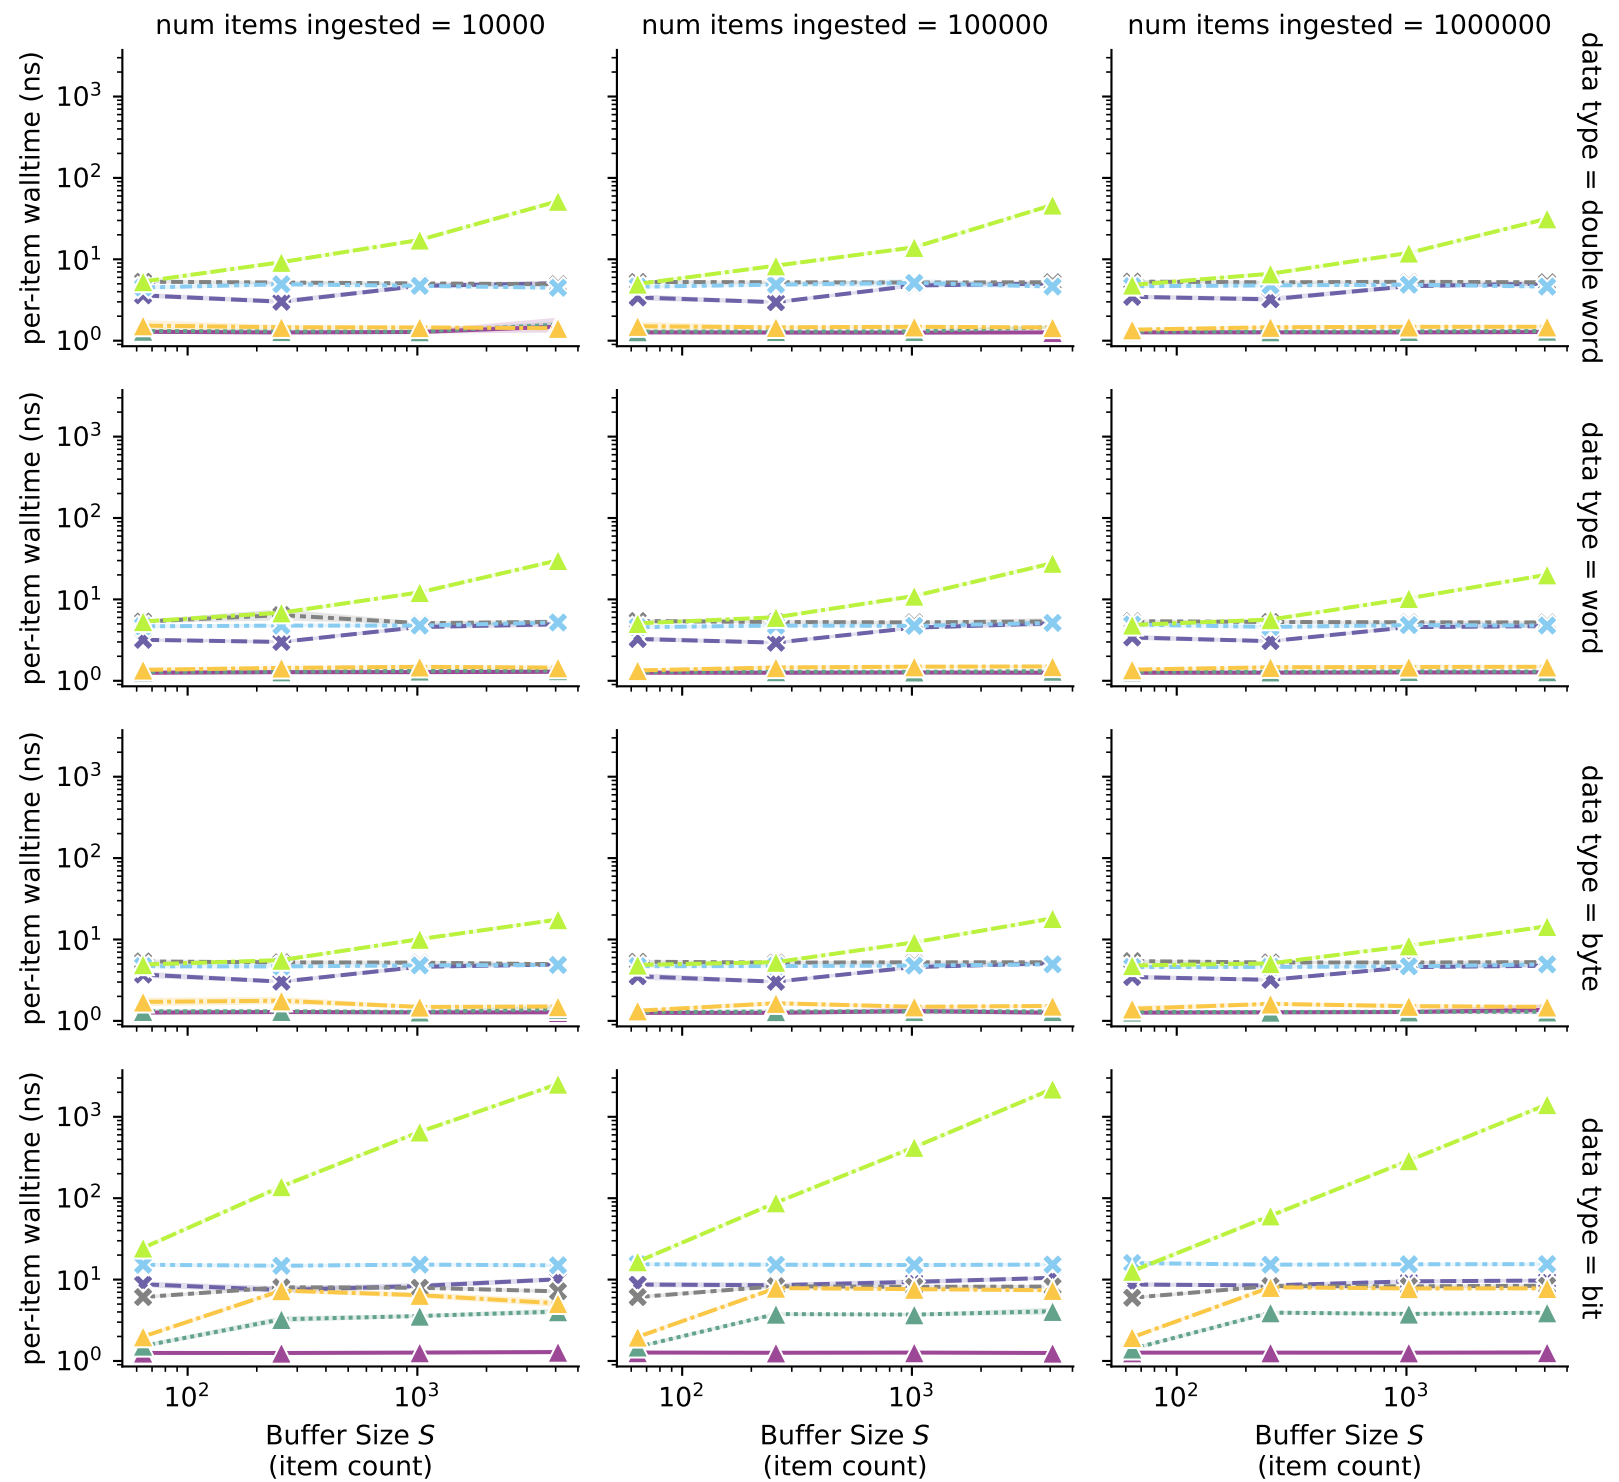 num items ingested = 10000
num items ingested = 100000
num items ingested = 1000000
per-item walltime (ns)
10³
10²
10¹
10⁰
data type = double word
per-item walltime (ns)
10³
10²
10¹
10⁰
data type = word
per-item walltime (ns)
10³
10²
10¹
10⁰
data type = byte
per-item walltime (ns)
10³
10²
10¹
10⁰
data type = bit
10² 10³
10² 10³
10² 10³
Buffer Size S
(item count)
Buffer Size S
(item count)
Buffer Size S
(item count)